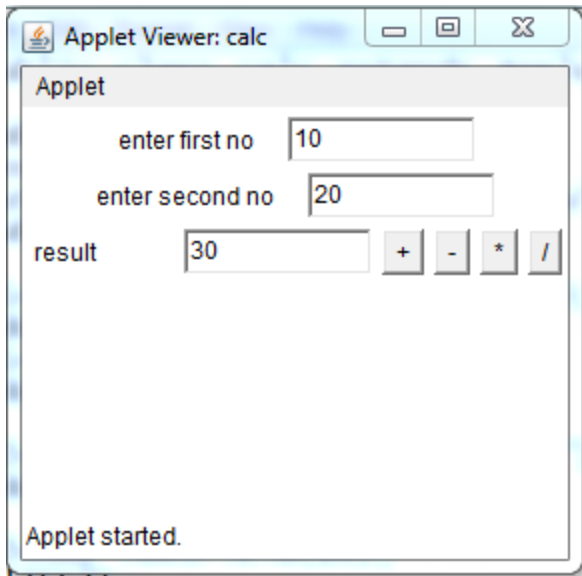 Applet Viewer: calc
Applet
enter first no 10
enter second no 20
result 30 + - * /
Applet started.